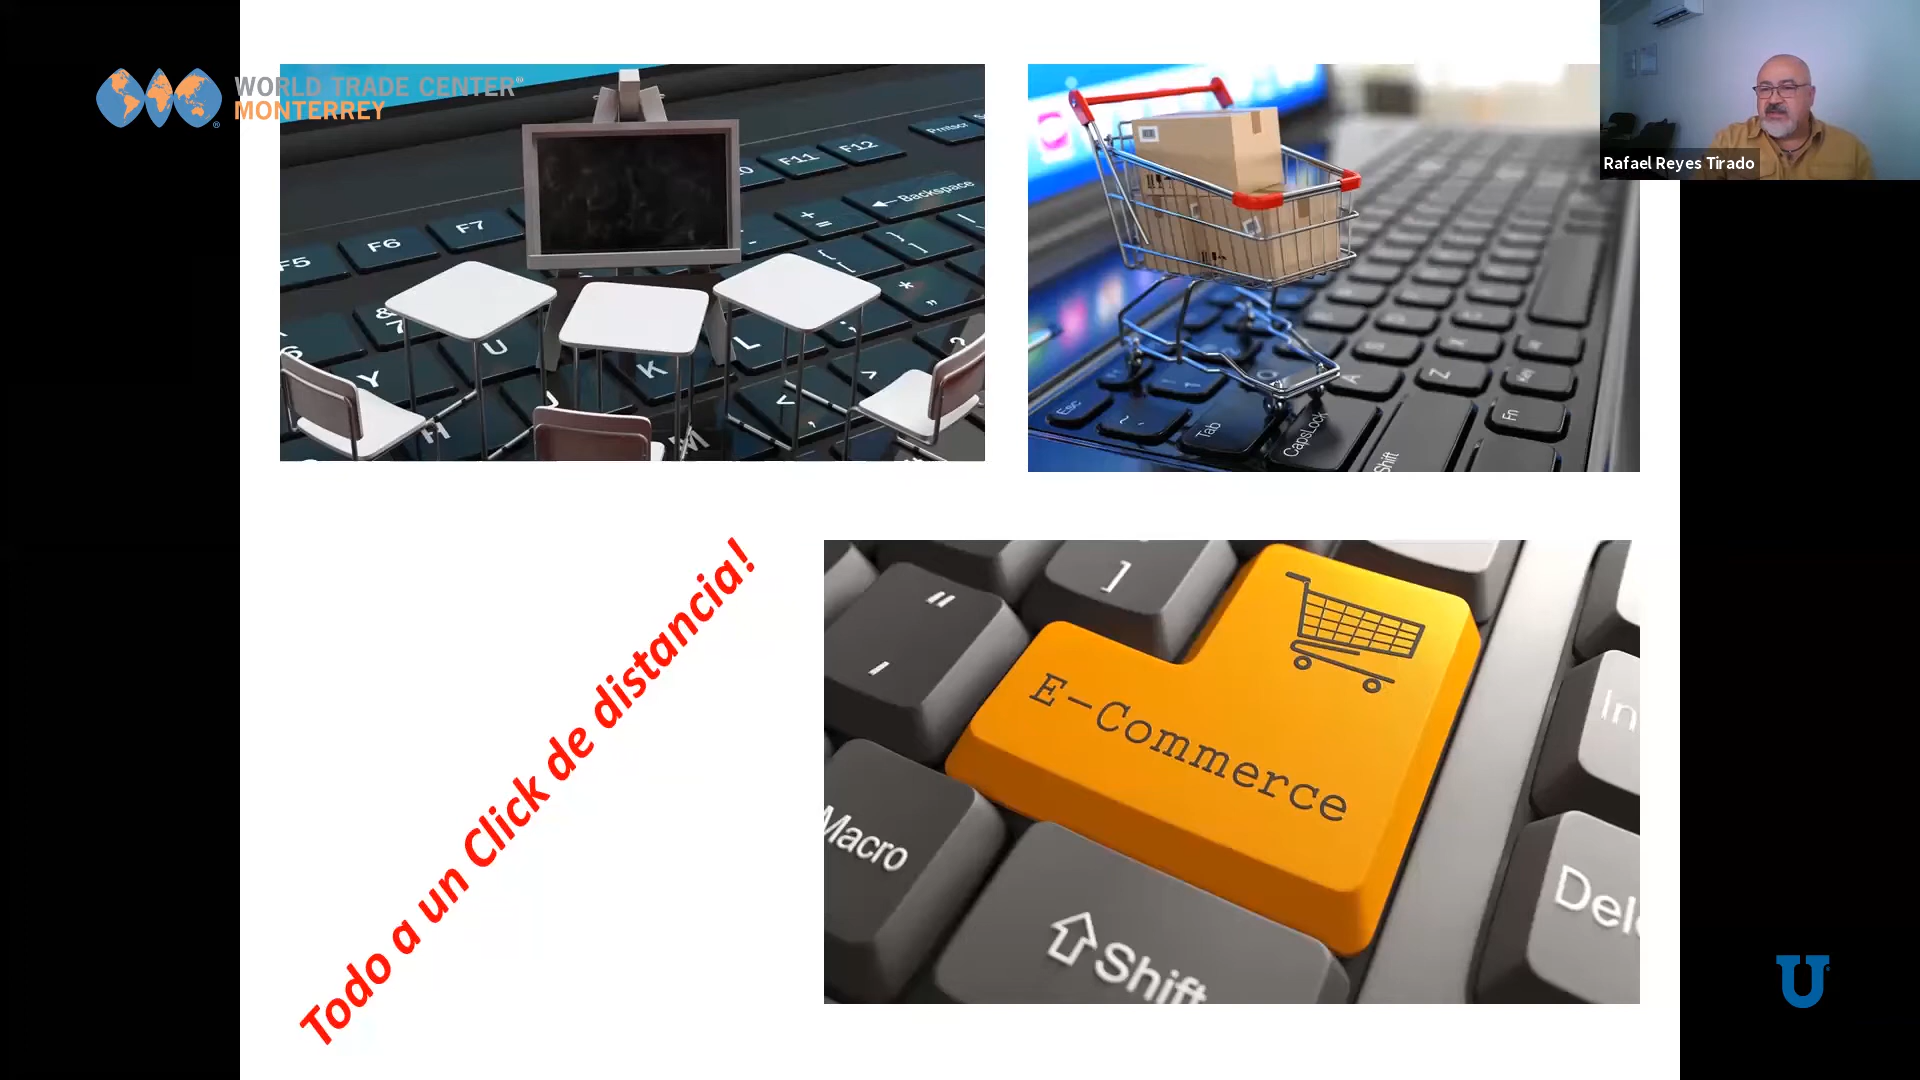 WORLD TRADE CENTER®
MONTERREY
Rafael Reyes Tirado
F5
F6
F7
F11
F12
Backspace
Y
U
H
K
L
M
Esc
Tab
CapsLock
Shift
Fn
A
Z
Todo a un Click de distancia!
E-Commerce
Macro
Shift
U